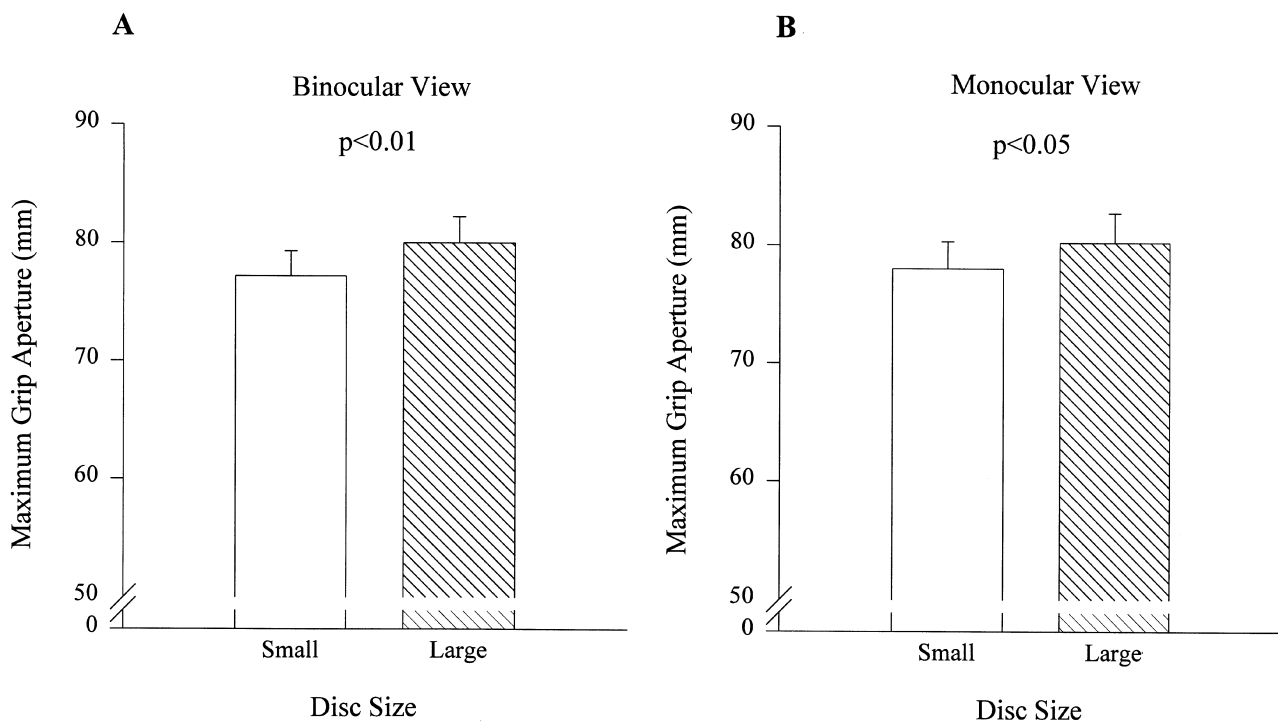 A
Binocular View
p<0.01
Maximum Grip Aperture (mm)
90
80
70
60
50
0
Small Large
Disc Size
B
Monocular View
p<0.05
Maximum Grip Aperture (mm)
90
80
70
60
50
0
Small Large
Disc Size